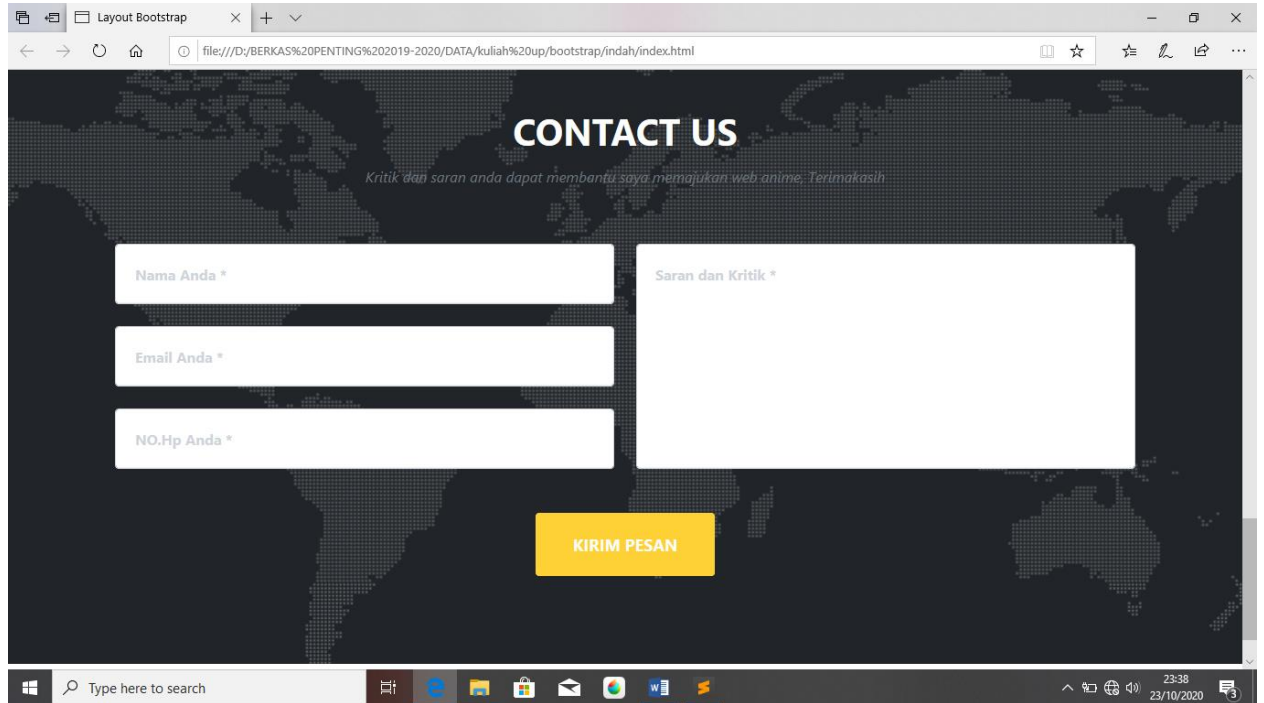 Layout Bootstrap
file:///D:/BERKAS%20PENTING%202019-2020/DATA/kuliah%20up/bootstrap/indah/index.html
CONTACT US
Kritik dan saran anda dapat membantu saya memajukan web anime, Terimakasih
Nama Anda *
Saran dan Kritik *
Email Anda *
NO.Hp Anda *
KIRIM PESAN
Type here to search
23:38
23/10/2020
3